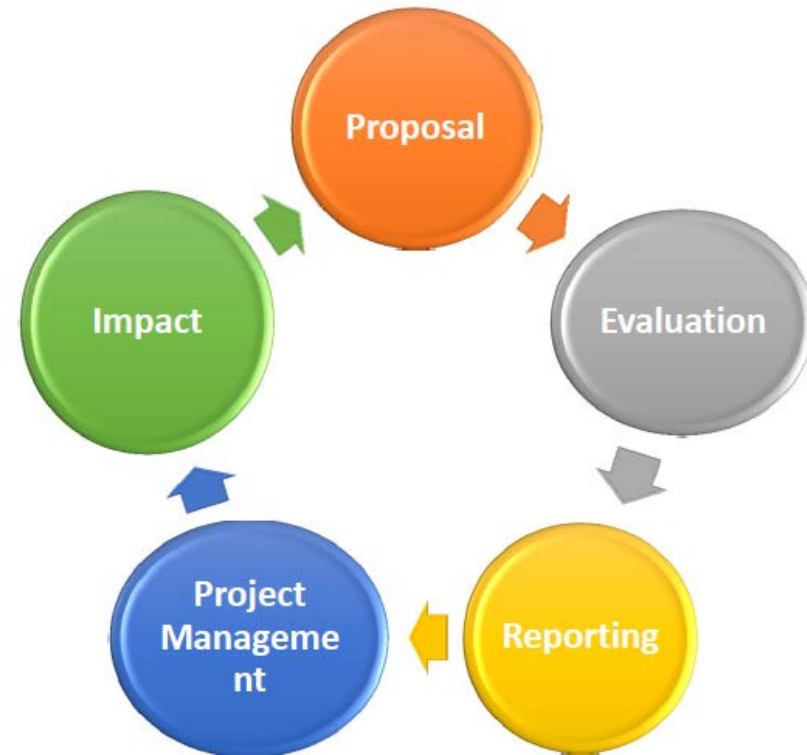 Proposal
Evaluation
Reporting
Project
Manageme
nt
Impact